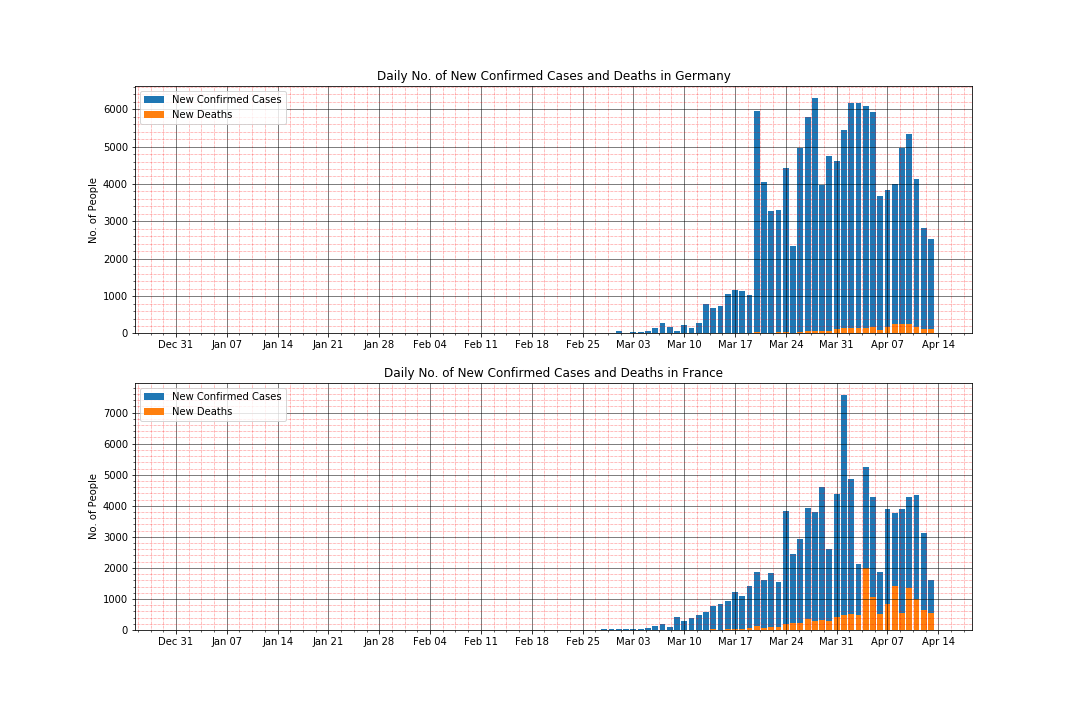 Daily No. of New Confirmed Cases and Deaths in Germany
New Confirmed Cases
New Deaths
No. of People
6000
5000
4000
3000
2000
1000
0
Dec 31 Jan 07 Jan 14 Jan 21 Jan 28 Feb 04 Feb 11 Feb 18 Feb 25 Mar 03 Mar 10 Mar 17 Mar 24 Mar 31 Apr 07 Apr 14
Daily No. of New Confirmed Cases and Deaths in France
New Confirmed Cases
New Deaths
No. of People
7000
6000
5000
4000
3000
2000
1000
0
Dec 31 Jan 07 Jan 14 Jan 21 Jan 28 Feb 04 Feb 11 Feb 18 Feb 25 Mar 03 Mar 10 Mar 17 Mar 24 Mar 31 Apr 07 Apr 14